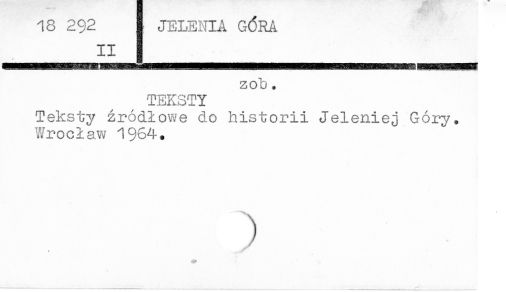 18 292
II
JELENIA GÓRA
zob.
TEKSTY
Teksty źródłowe do historii Jeleniej Góry.
Wrocław 1964.